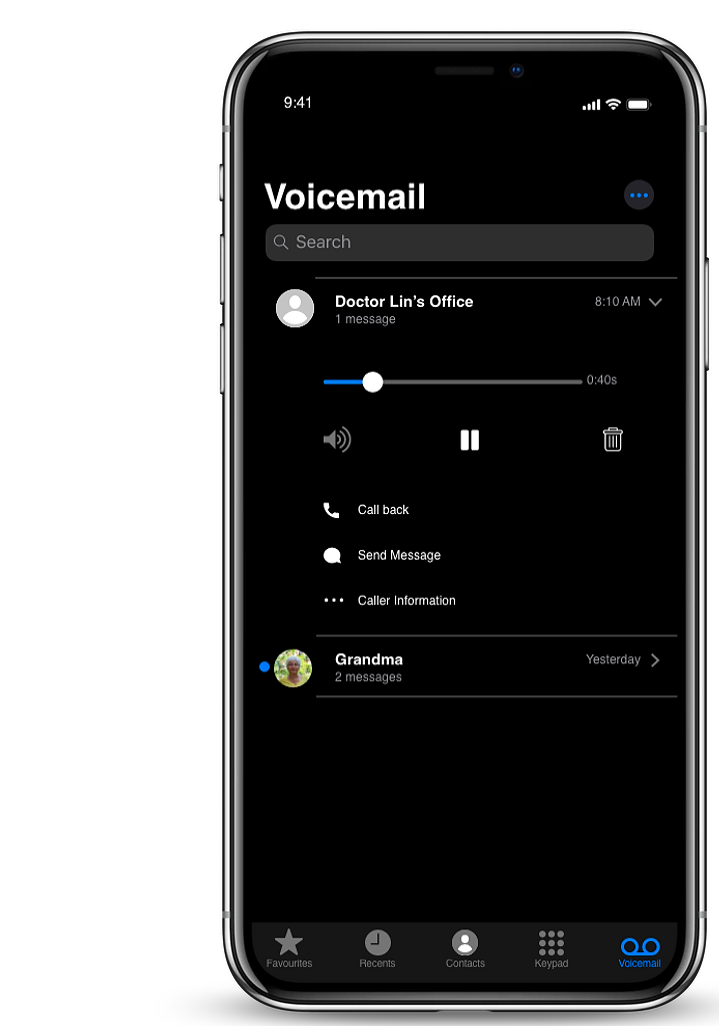 9:41
Voicemail
Search
Doctor Lin's Office
8:10 AM
1 message
0:40s
Call back
Send Message
Caller Information
Grandma
Yesterday
2 messages
Favourites
Recents
Contacts
Keypad
Voicemail